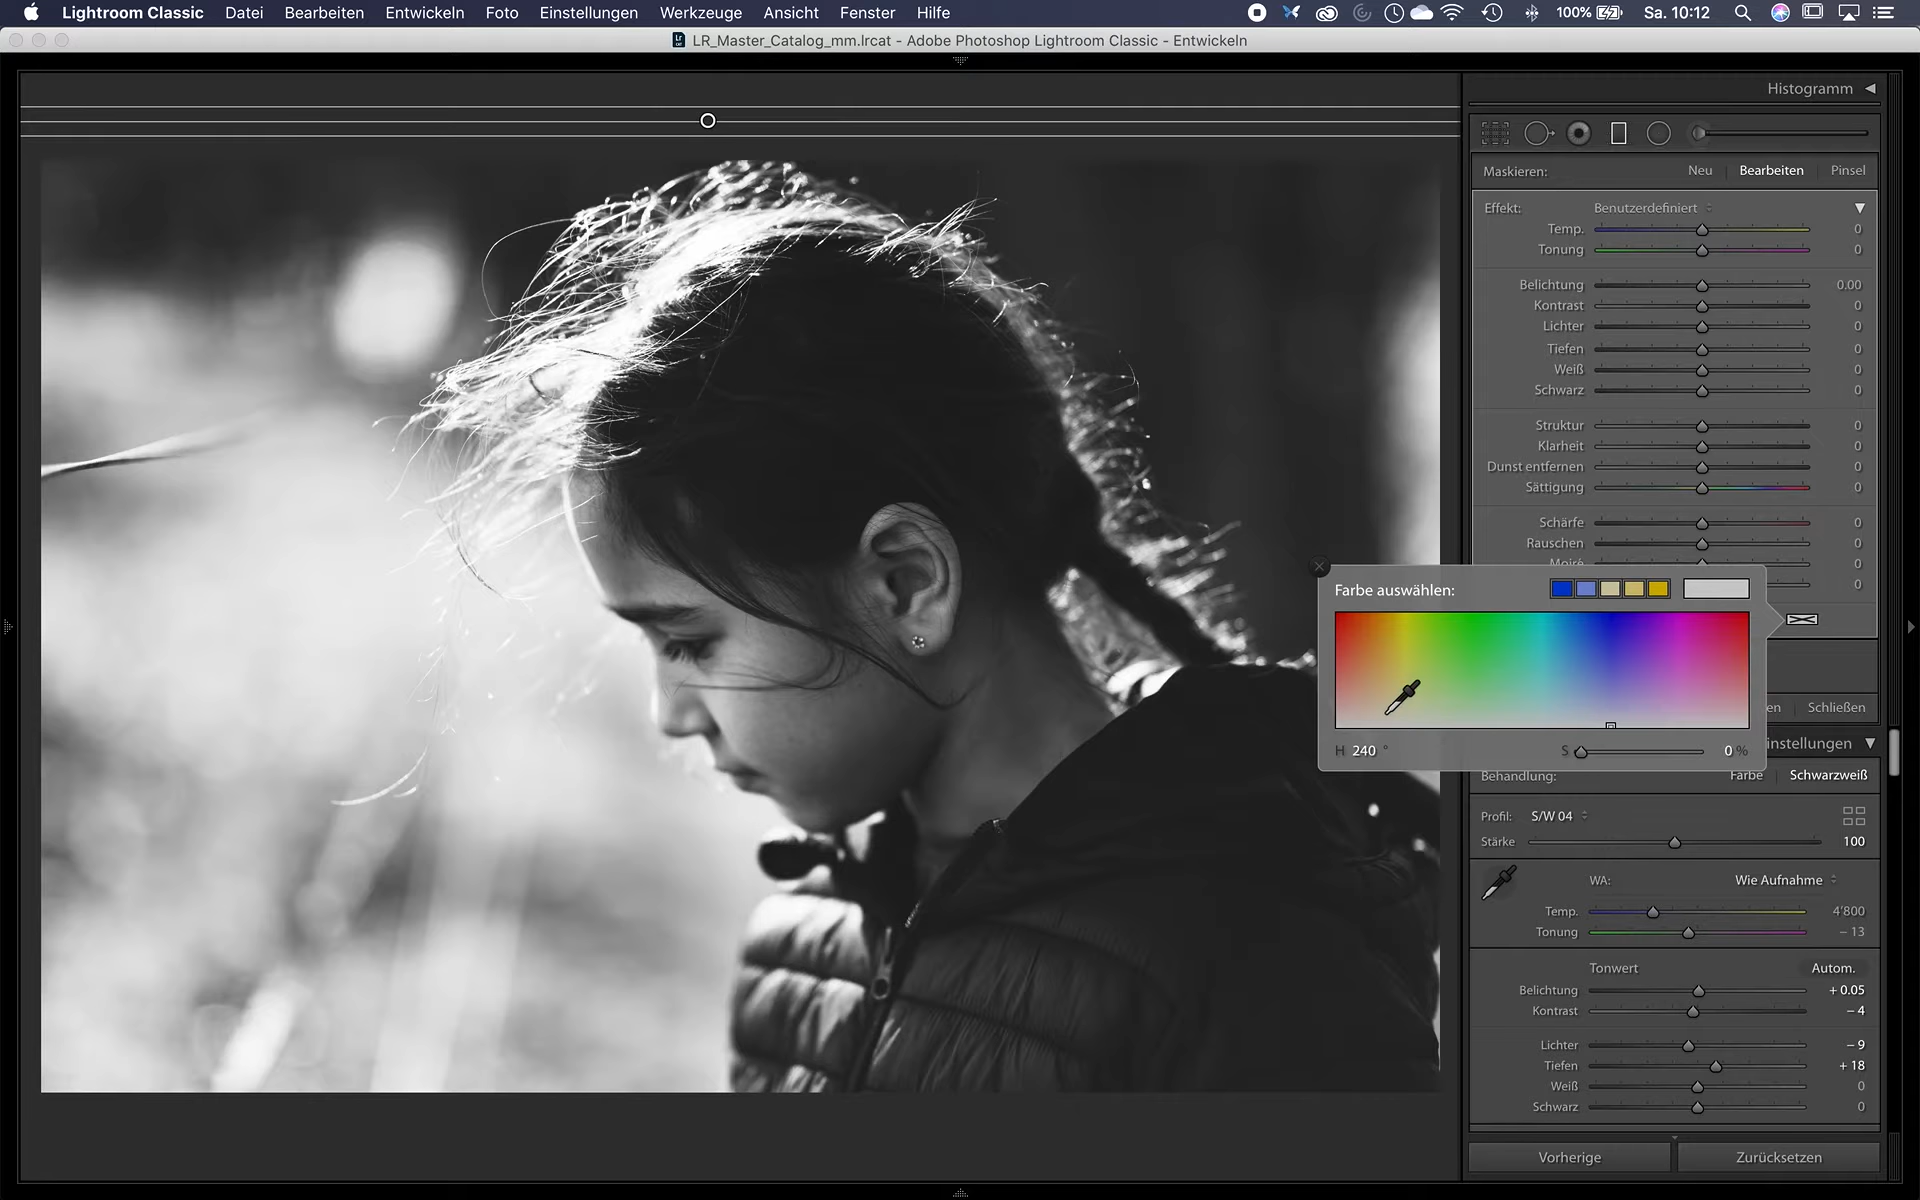 Lightroom Classic Datei Bearbeiten Entwickeln Foto Einstellungen Werkzeuge Ansicht Fenster Hilfe 100% Sa. 10:12
LR_Master_Catalog_mm.lrcat - Adobe Photoshop Lightroom Classic - Entwickeln
Histogramm
Maskieren: Neu Bearbeiten Pinsel
Effekt: Benutzerdefiniert
Temp. 0
Tonung 0
Belichtung 0.00
Kontrast 0
Lichter 0
Tiefen 0
Weiß 0
Schwarz 0
Struktur 0
Klarheit 0
Dunst entfernen 0
Sättigung 0
Schärfe 0
Rauschen 0
Moiré
0
Farbe auswählen:
H 240 ° S 0 %
en Schließen
instellungen
Behandlung: Farbe Schwarzweiß
Profil: S/W 04
Stärke 100
WA: Wie Aufnahme
Temp. 4'800
Tonung – 13
Tonwert Autom.
Belichtung + 0.05
Kontrast – 4
Lichter – 9
Tiefen + 18
Weiß 0
Schwarz 0
Vorherige Zurücksetzen